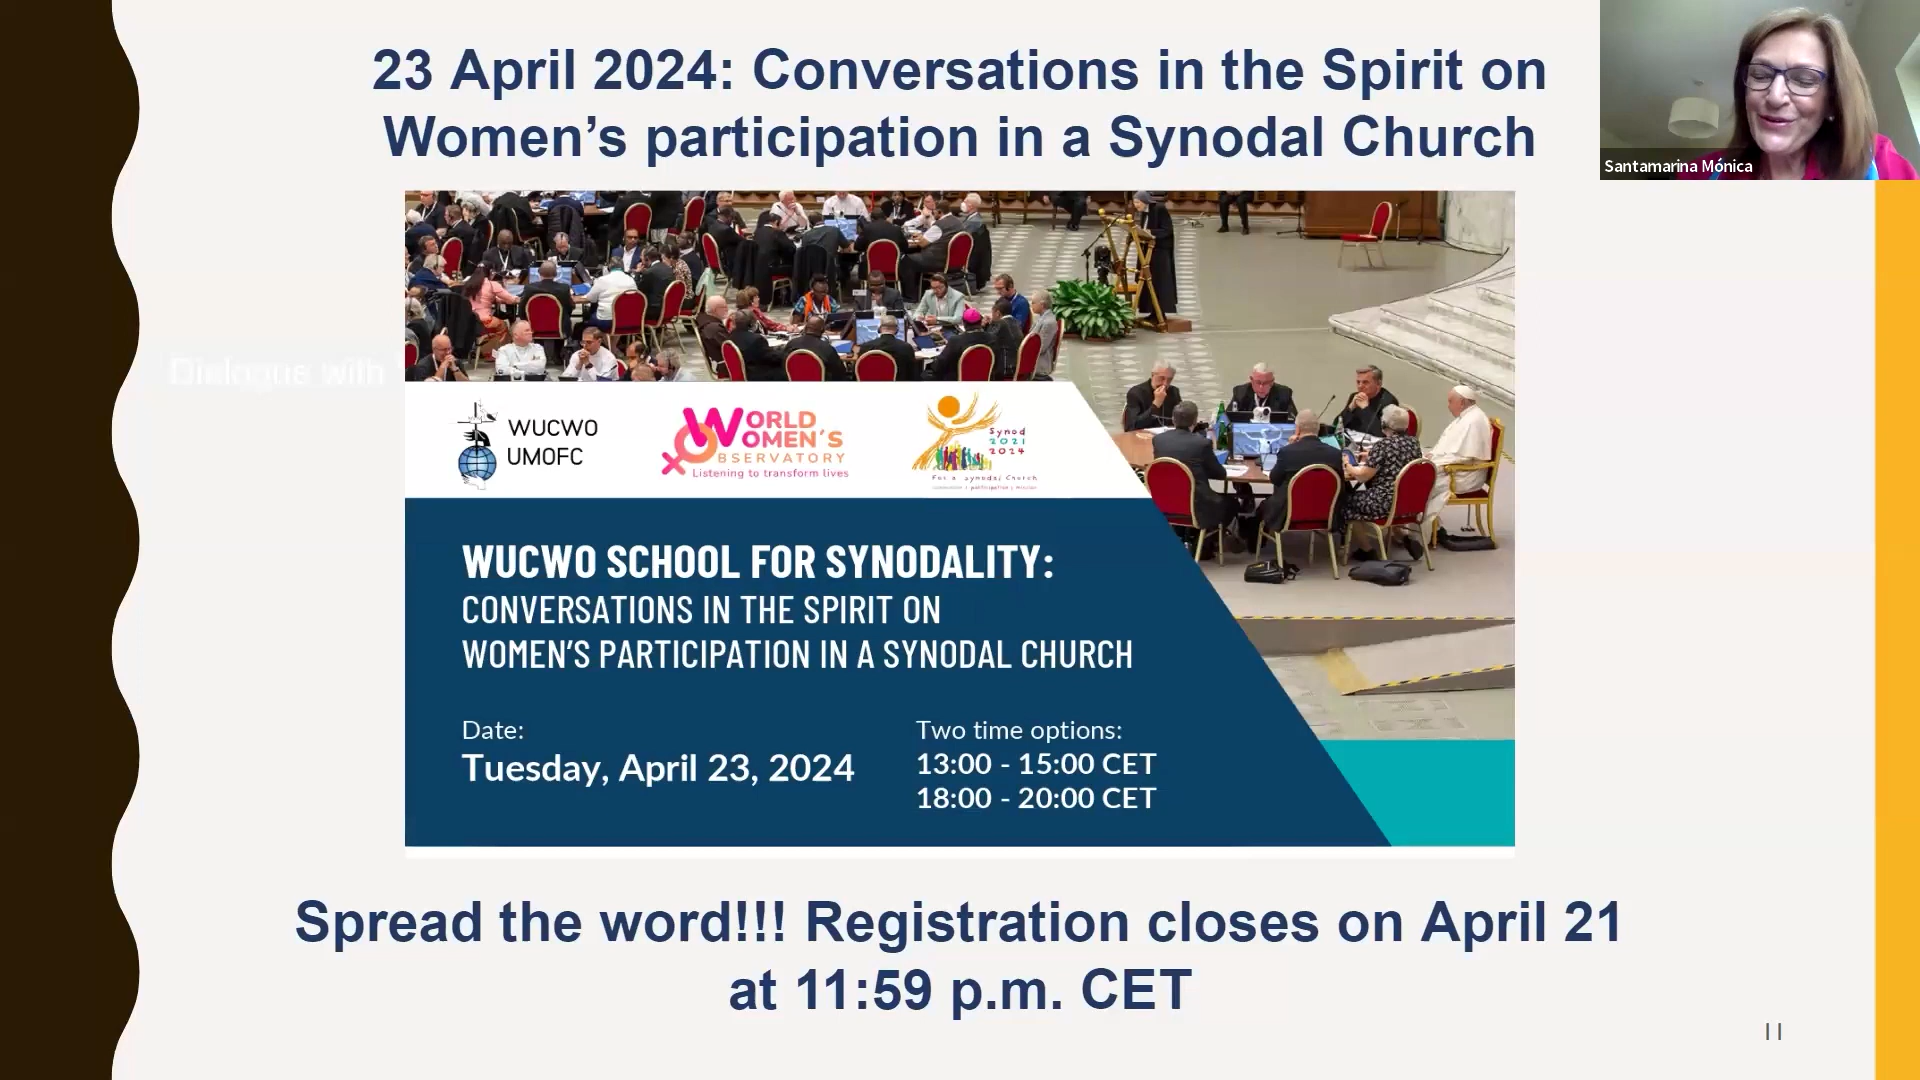 23 April 2024: Conversations in the Spirit on
Women’s participation in a Synodal Church
Santamarina Mónica
Dialogue with
WUCWO
UMOFC
WORLD
WOMEN’S
OBSERVATORY
Listening to transform lives
Synod
2021
2024
For a synodal Church
communion | participation | mission
WUCWO SCHOOL FOR SYNODALITY:
CONVERSATIONS IN THE SPIRIT ON
WOMEN’S PARTICIPATION IN A SYNODAL CHURCH
Date:
Tuesday, April 23, 2024
Two time options:
13:00 - 15:00 CET
18:00 - 20:00 CET
Spread the word!!! Registration closes on April 21
at 11:59 p.m. CET
11